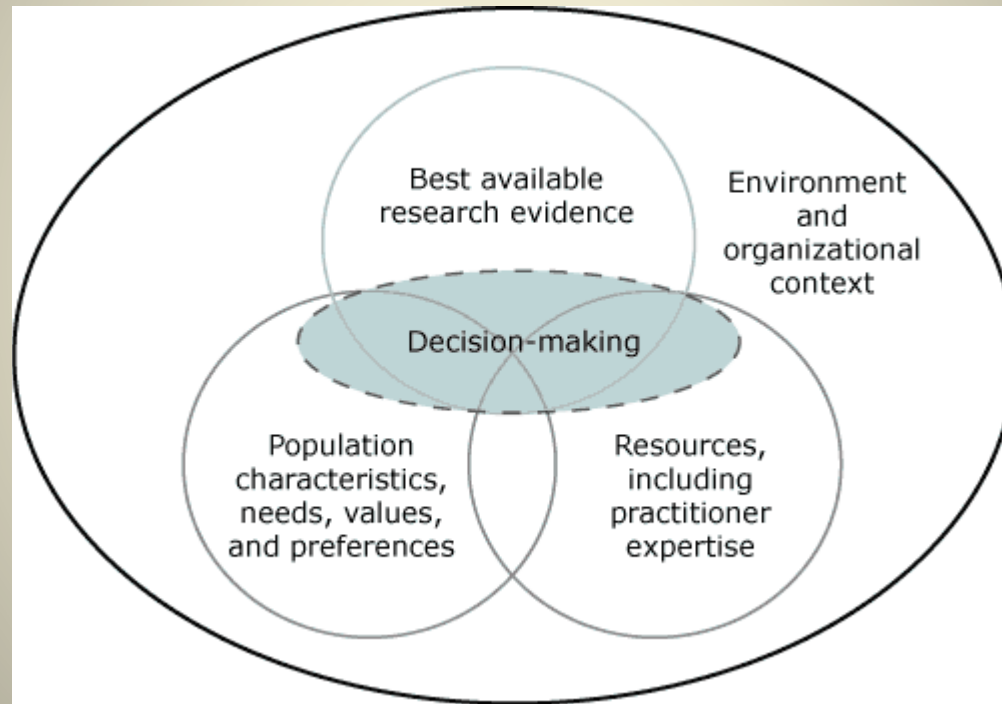 Best available
research evidence
Environment
and
organizational
context
Decision-making
Population
characteristics,
needs, values,
and preferences
Resources,
including
practitioner
expertise